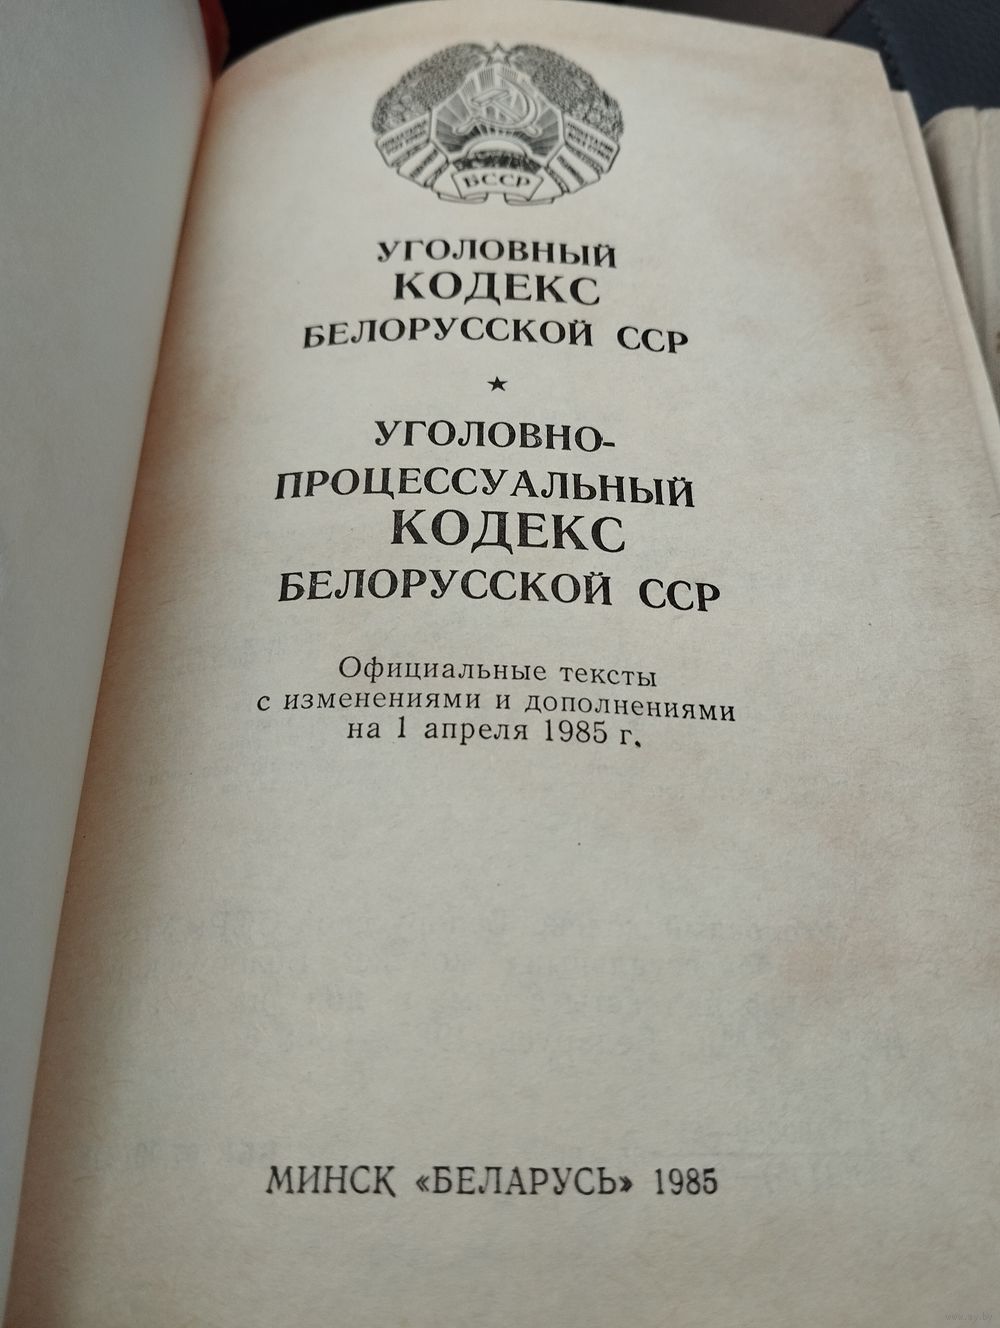 БССР
УГОЛОВНЫЙ
КОДЕКС
БЕЛОРУССКОЙ ССР
★
УГОЛОВНО-
ПРОЦЕССУАЛЬНЫЙ
КОДЕКС
БЕЛОРУССКОЙ ССР
Официальные тексты
с изменениями и дополнениями
на 1 апреля 1985 г.
МИНСК «БЕЛАРУСЬ» 1985